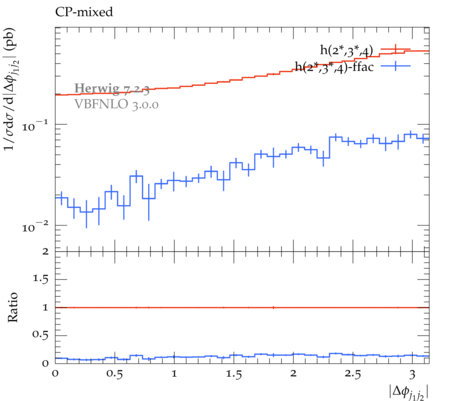 CP-mixed
1/σdσ/d|Δϕj₁j₂| (pb)
h(2*,3*,4)
h(2*,3*,4)-ffac
Herwig 7.2.3
VBFNLO 3.0.0
10⁻¹
10⁻²
2
1.5
1
0.5
0
Ratio
0 0.5 1 1.5 2 2.5 3
|Δϕj₁j₂|